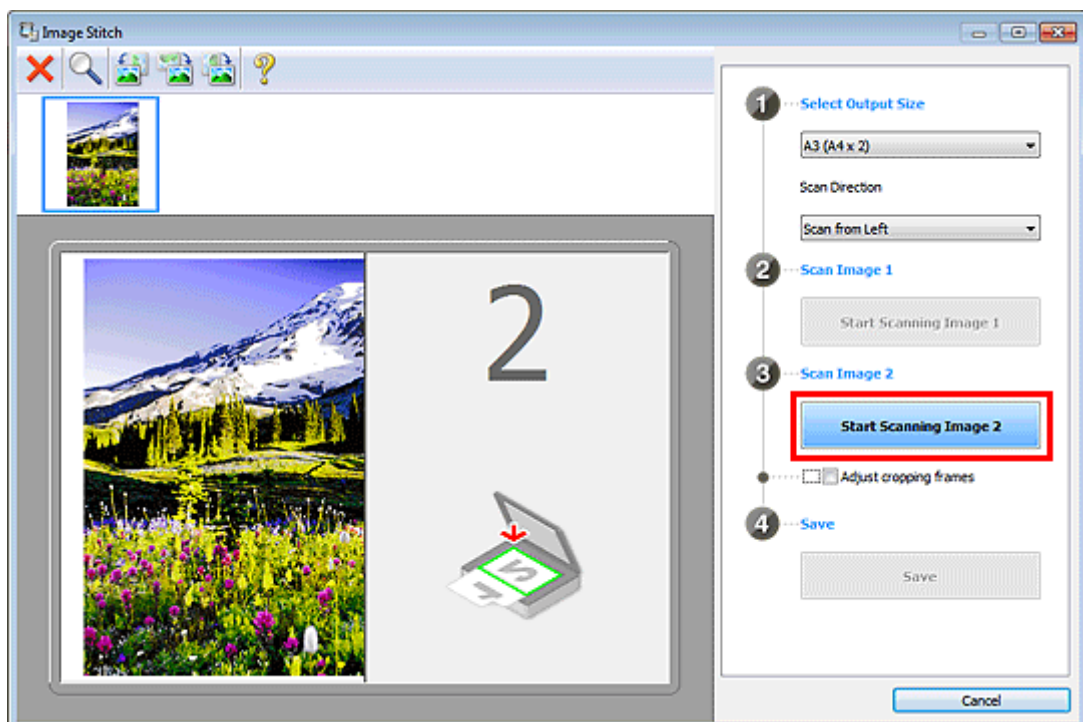 Image Stitch
1 Select Output Size
A3 (A4 x 2)
Scan Direction
Scan from Left
2 Scan Image 1
Start Scanning Image 1
3 Scan Image 2
Start Scanning Image 2
Adjust cropping frames
4 Save
Save
2
1 2
Cancel